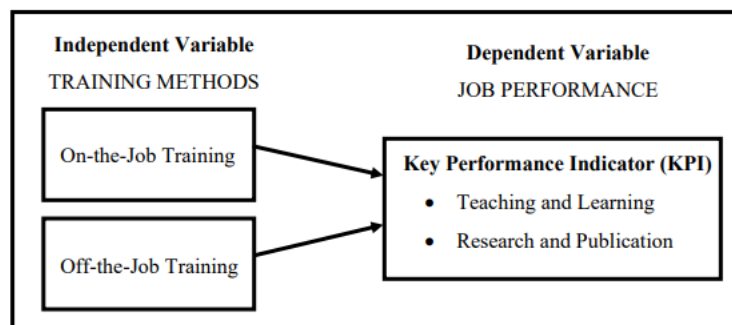 Independent Variable
TRAINING METHODS
On-the-Job Training
Off-the-Job Training
Dependent Variable
JOB PERFORMANCE
Key Performance Indicator (KPI)
• Teaching and Learning
• Research and Publication